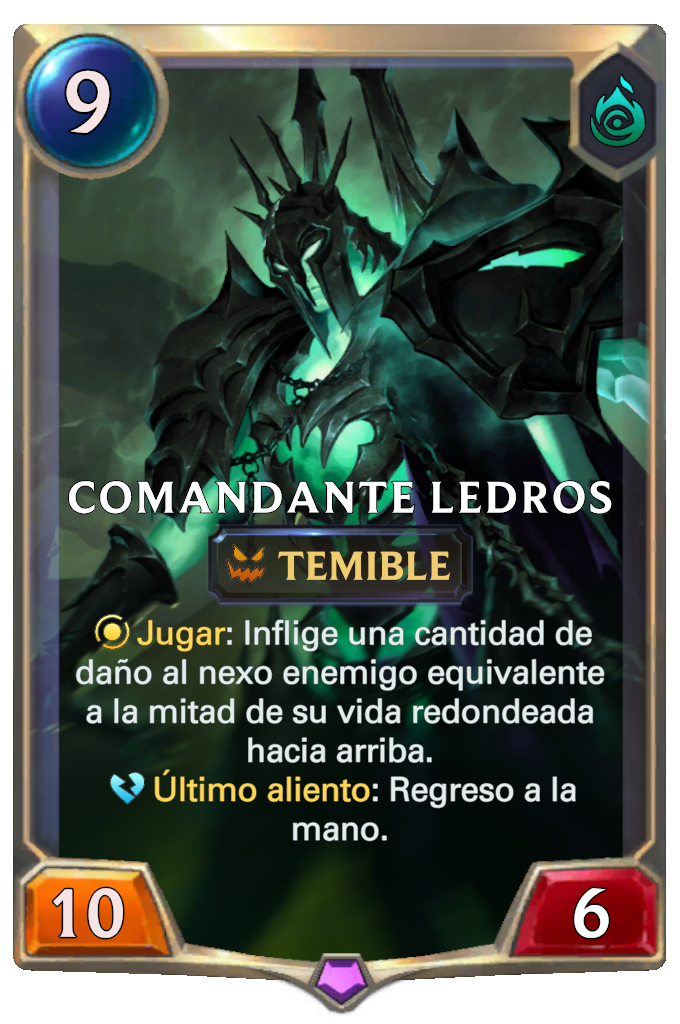 9
COMANDANTE LEDROS
TEMIBLE
Jugar: Inflige una cantidad de
daño al nexo enemigo equivalente
a la mitad de su vida redondeada
hacia arriba.
Último aliento: Regreso a la
mano.
10
6